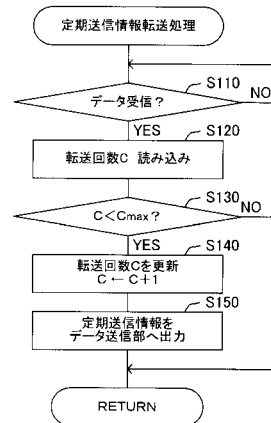 定期送信情報転送処理
S110
データ受信?
NO
YES
S120
転送回数C 読み込み
S130
C<Cmax?
NO
YES
S140
転送回数Cを更新
C ← C+1
S150
定期送信情報を
データ送信部へ出力
RETURN